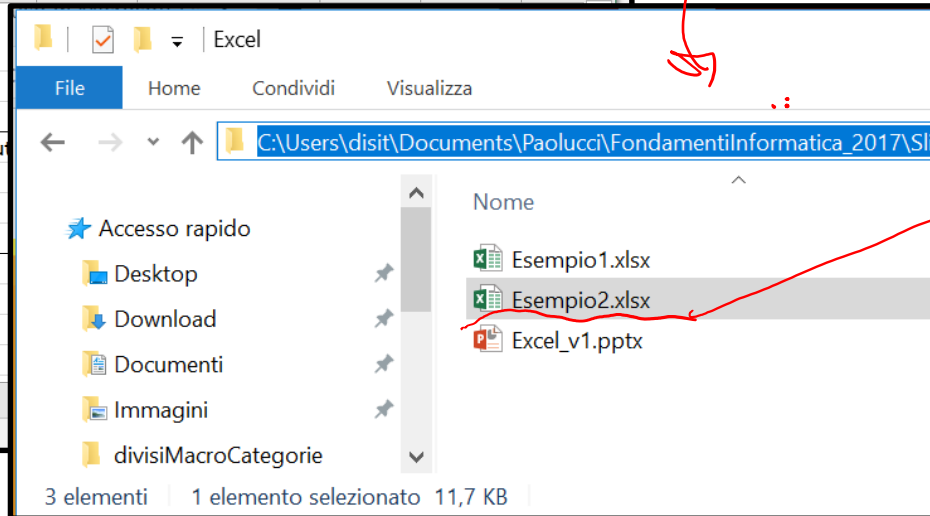 Excel
File Home Condividi Visualizza
C:\Users\disit\Documents\Paolucci\FondamentiInformatica_2017\Sl
Nome
Accesso rapido
Desktop
Download
Documenti
Immagini
divisiMacroCategorie
Esempio1.xlsx
Esempio2.xlsx
Excel_v1.pptx
3 elementi 1 elemento selezionato 11,7 KB